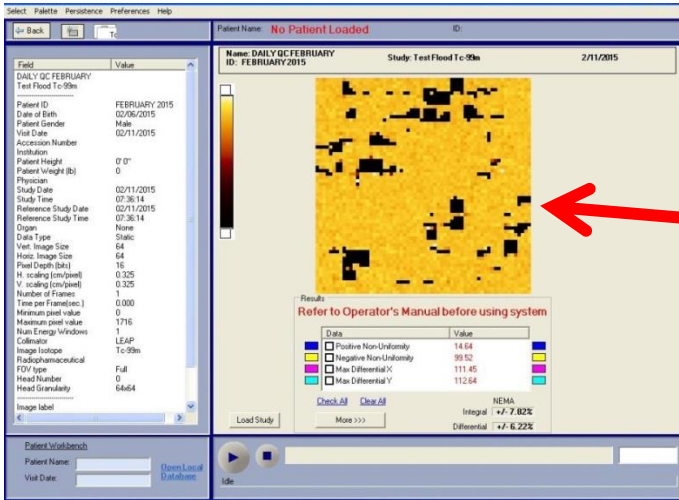 Select Palette Persistence Preferences Help
Back
Patient Name: No Patient Loaded ID:
Field Value
DAILY QC FEBRUARY
Test Flood Tc-99m
Patient ID FEBRUARY 2015
Date of Birth 02/06/2015
Patient Gender Male
Visit Date 02/11/2015
Accession Number
Institution
Patient Height 0' 0"
Patient Weight (lb) 0
Physician
Study Date 02/11/2015
Study Time 07:36:14
Reference Study Date 02/11/2015
Reference Study Time 07:36:14
Organ None
Data Type Static
Vert. Image Size 64
Horiz. Image Size 64
Pixel Depth (bits) 16
H. scaling (cm/pixel) 0.325
V. scaling (cm/pixel) 0.325
Number of Frames 1
Time per Frame(sec.) 0.000
Minimum pixel value 0
Maximum pixel value 1716
Num Energy Windows 1
Collimator LEAP
Image Isotope Tc-99m
Radiopharmaceutical
FOV type Full
Head Number 0
Head Granularity 64x64
Image label
Name: DAILY QC FEBRUARY Study: Test Flood Tc-99m 2/11/2015
ID: FEBRUARY 2015
Results
Refer to Operator's Manual before using system
Data Value
Positive Non-Uniformity 14.64
Negative Non-Uniformity 99.52
Max Differential X 111.45
Max Differential Y 112.64
Check All Clear All NEMA
Integral +/- 7.02%
Load Study More >>> Differential +/- 6.22%
Patient Workbench
Patient Name:
Visit Date:
Open Local
Database
Idle